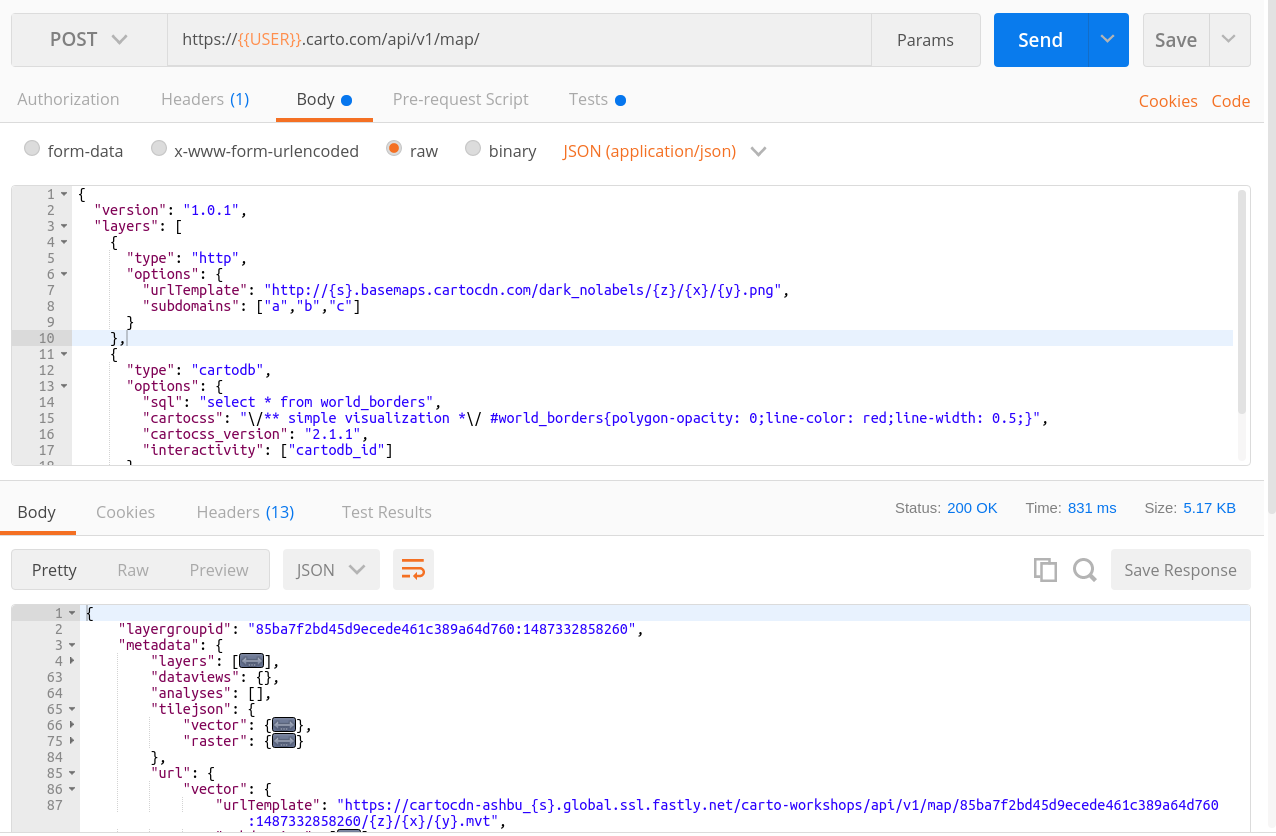 POST https://{{USER}}.carto.com/api/v1/map/ Params Send Save
Authorization Headers (1) Body Pre-request Script Tests Cookies Code
form-data x-www-form-urlencoded raw binary JSON (application/json)
1 {
2 "version": "1.0.1",
3 "layers": [
4 {
5 "type": "http",
6 "options": {
7 "urlTemplate": "http://{s}.basemaps.cartocdn.com/dark_nolabels/{z}/{x}/{y}.png",
8 "subdomains": ["a","b","c"]
9 }
10 },
11 {
12 "type": "cartodb",
13 "options": {
14 "sql": "select * from world_borders",
15 "cartocss": "\/** simple visualization *\/ #world_borders{polygon-opacity: 0;line-color: red;line-width: 0.5;}",
16 "cartocss_version": "2.1.1",
17 "interactivity": ["cartodb_id"]
18 }
Body Cookies Headers (13) Test Results Status: 200 OK Time: 831 ms Size: 5.17 KB
Pretty Raw Preview JSON Save Response
1 {
2 "layergroupid": "85ba7f2bd45d9ecede461c389a64d760:1487332858260",
3 "metadata": {
4 "layers": [],
63 "dataviews": {},
64 "analyses": [],
65 "tilejson": {
66 "vector": {},
75 "raster": {}
84 },
85 "url": {
86 "vector": {
87 "urlTemplate": "https://cartocdn-ashbu_{s}.global.ssl.fastly.net/carto-workshops/api/v1/map/85ba7f2bd45d9ecede461c389a64d760
:1487332858260/{z}/{x}/{y}.mvt",